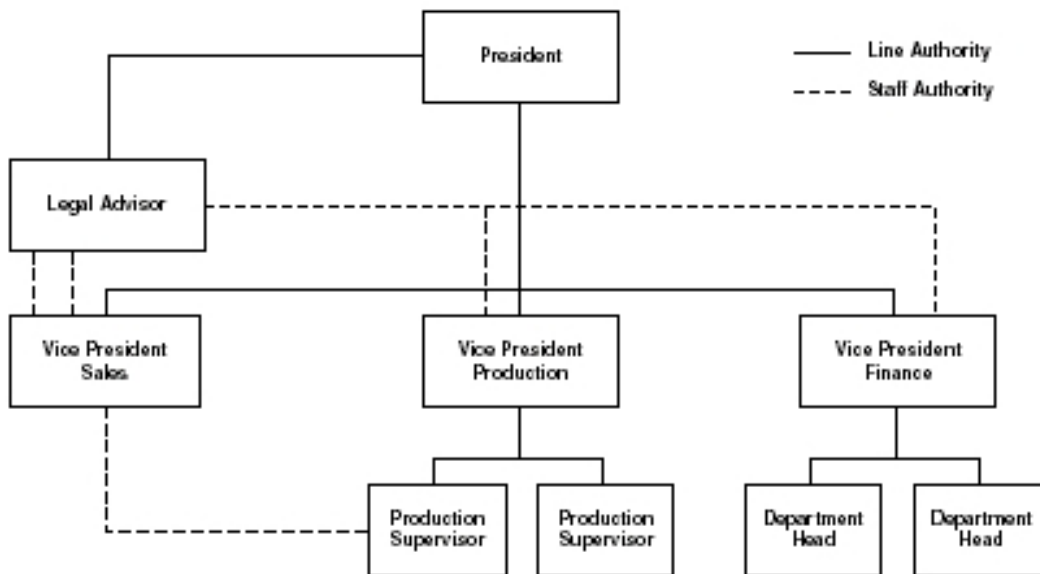 President
Line Authority
Staff Authority
Legal Advisor
Vice President
Sales
Vice President
Production
Vice President
Finance
Production
Supervisor
Production
Supervisor
Department
Head
Department
Head